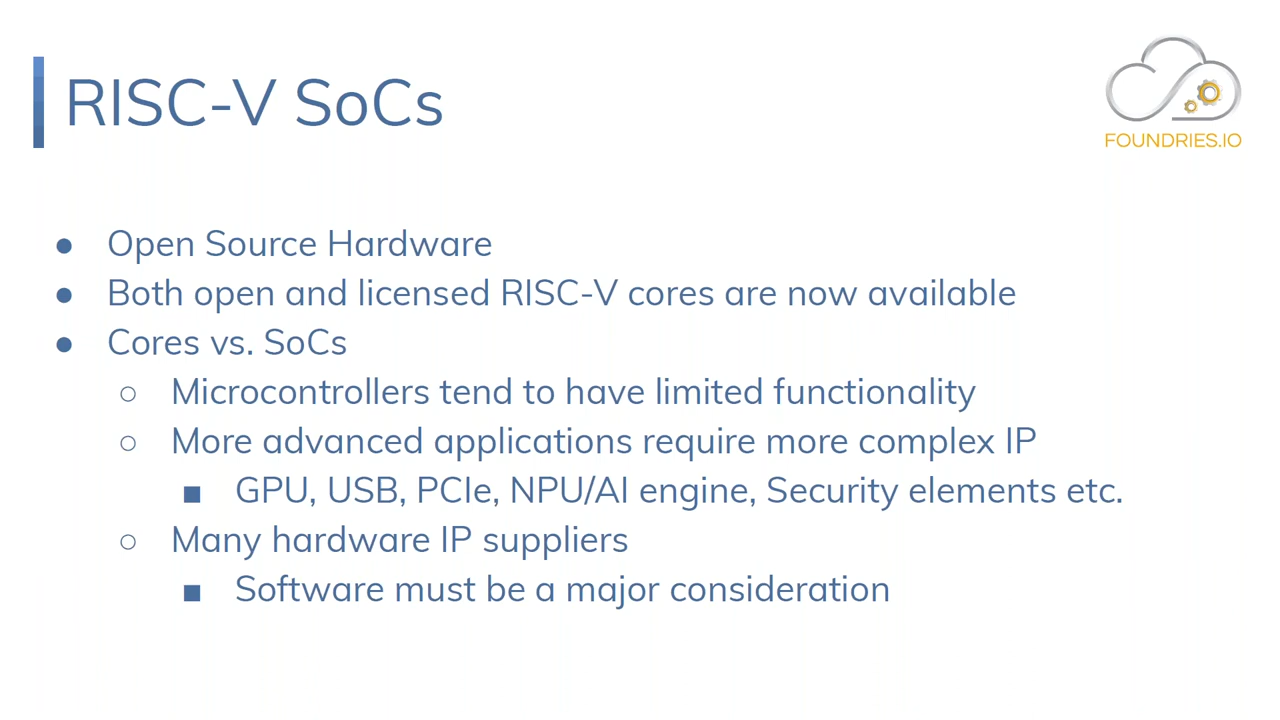 RISC-V SoCs
FOUNDRIES.IO
● Open Source Hardware
● Both open and licensed RISC-V cores are now available
● Cores vs. SoCs
○ Microcontrollers tend to have limited functionality
○ More advanced applications require more complex IP
■ GPU, USB, PCIe, NPU/AI engine, Security elements etc.
○ Many hardware IP suppliers
■ Software must be a major consideration